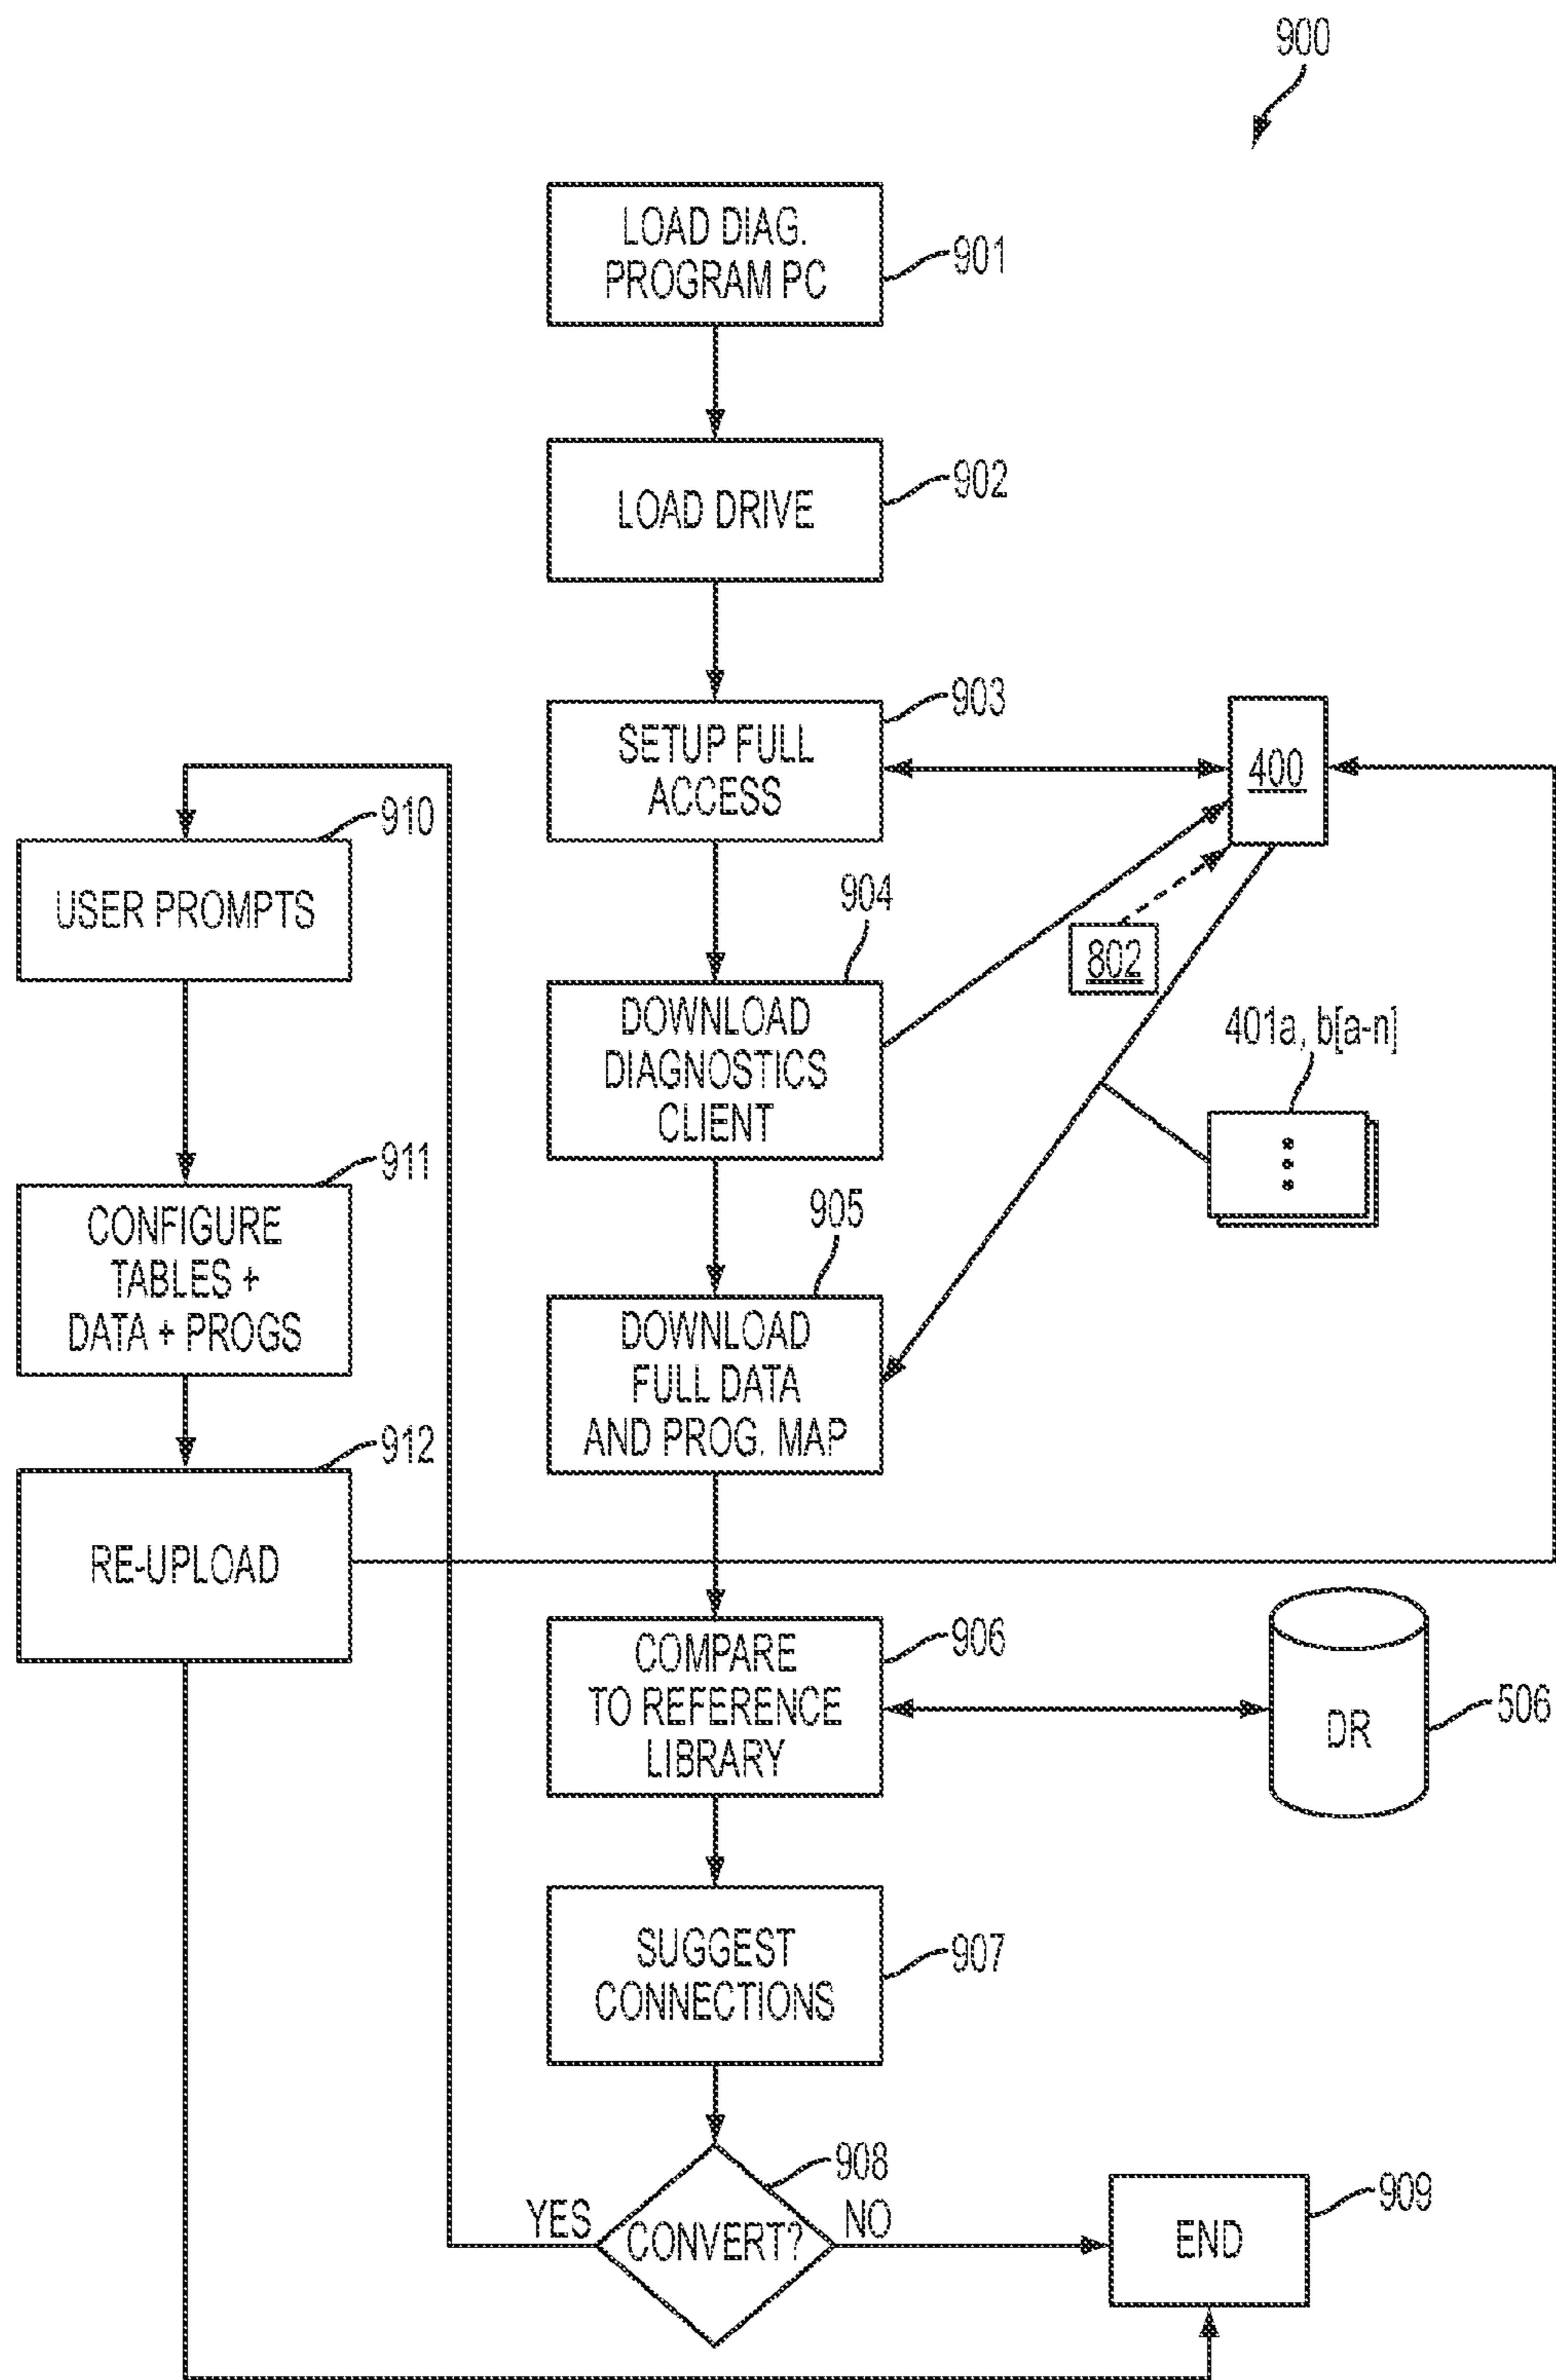 900
LOAD DIAG.
PROGRAM PC
901
LOAD DRIVE
902
SETUP FULL
ACCESS
903
400
910
USER PROMPTS
904
DOWNLOAD
DIAGNOSTICS
CLIENT
802
401a, b[a-n]
911
CONFIGURE
TABLES +
DATA + PROGS
905
DOWNLOAD
FULL DATA
AND PROG. MAP
912
RE-UPLOAD
COMPARE
TO REFERENCE
LIBRARY
906
DR
506
SUGGEST
CONNECTIONS
907
908
YES
CONVERT?
NO
END
909